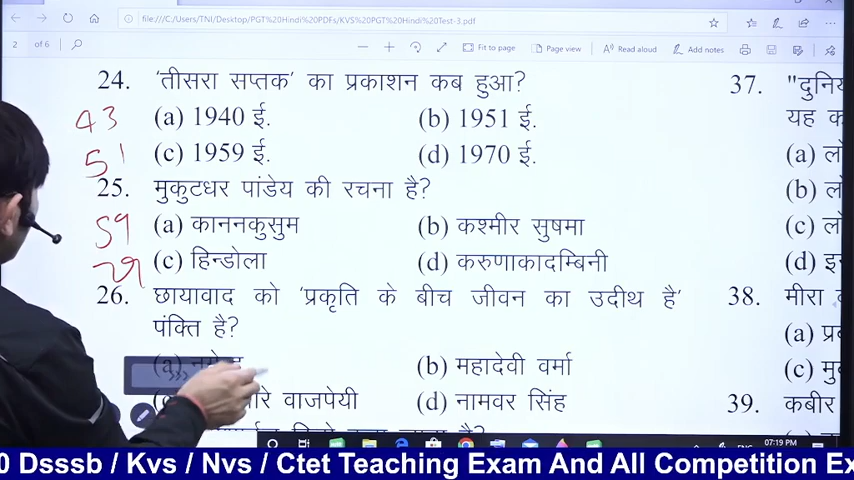 file:///C:/Users/TNI/Desktop/PGT%20Hindi%20PDFs/KVS%20PGT%20Hindi%20Test-3.pdf
2 of 6
Fit to page
Page view
Read aloud
Add notes
24. 'तीसरा सप्तक' का प्रकाशन कब हुआ?
43
(a) 1940 ई. (b) 1951 ई.
51
(c) 1959 ई. (d) 1970 ई.
25. मुकुटधर पांडेय की रचना है?
59
(a) काननकुसुम (b) कश्मीर सुषमा
79
(c) हिन्डोला (d) करुणाकादम्बिनी
26. छायावाद को 'प्रकृति के बीच जीवन का उदीथ है'
पंक्ति है?
(a) (b) महादेवी वर्मा
वाजपेयी (d) नामवर सिंह
37. "दुनिय
यह क
(a) लो
(b) ल
(c) ल
(d) इन
38. मीरा
(a) प्र
(c) मु
39. कबीर
ENG
07:19 PM
0 Dsssb / Kvs / Nvs / Ctet Teaching Exam And All Competition Ex